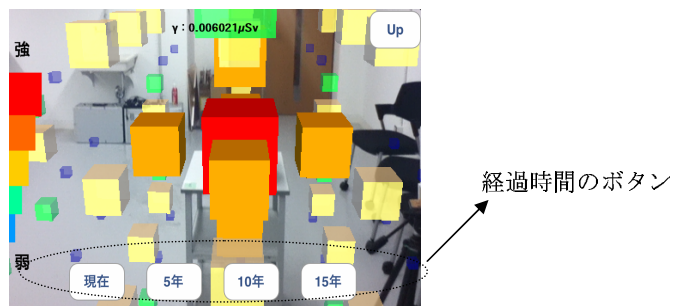 γ : 0.006021μSv
Up
強
経過時間のボタン
弱
現在
5年
10年
15年